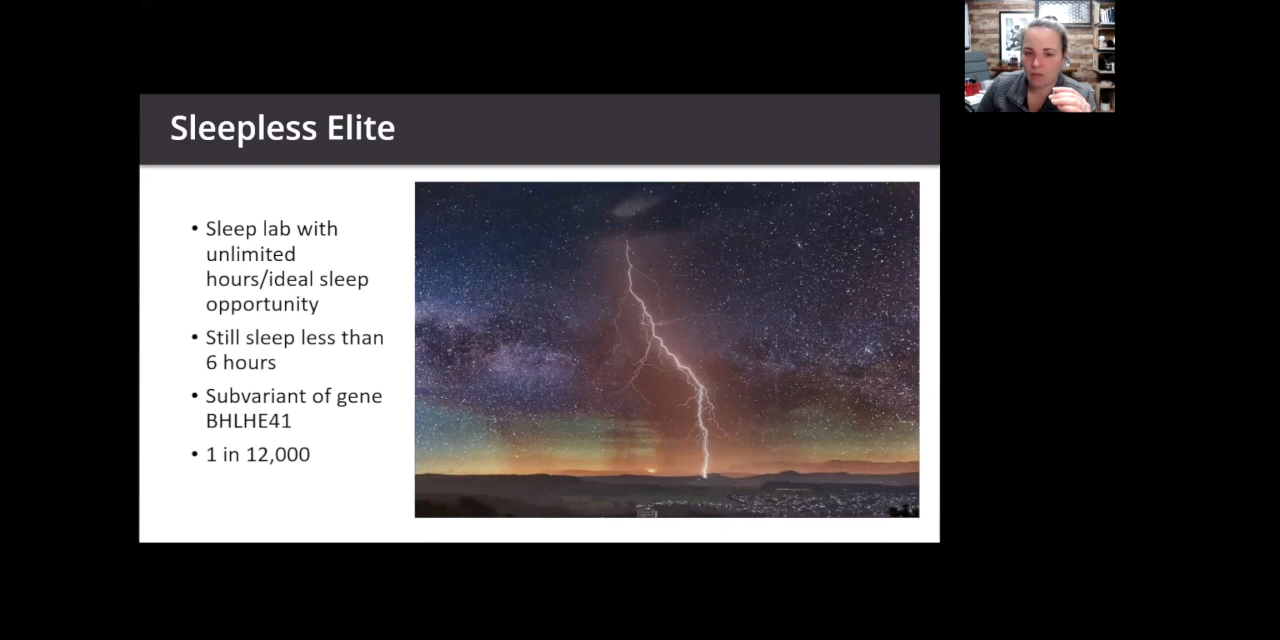 Sleepless Elite
• Sleep lab with
unlimited
hours/ideal sleep
opportunity
• Still sleep less than
6 hours
• Subvariant of gene
BHLHE41
• 1 in 12,000